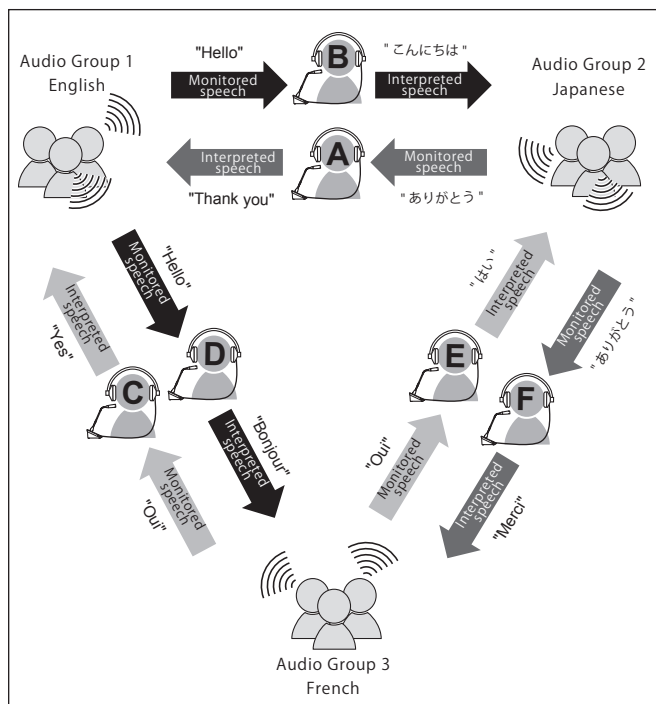 Audio Group 1
English
"Hello"
Monitored
speech
B
" こんにちは "
Interpreted
speech
Audio Group 2
Japanese
Interpreted
speech
"Thank you"
A
Monitored
speech
" ありがとう "
"Hello"
Monitored
speech
Interpreted
speech
"Yes"
D
C
"Bonjour"
Interpreted
speech
Monitored
speech
"Oui"
" はい "
Interpreted
speech
Monitored
speech
" ありがとう "
E
F
"Oui"
Monitored
speech
Interpreted
speech
"Merci"
Audio Group 3
French